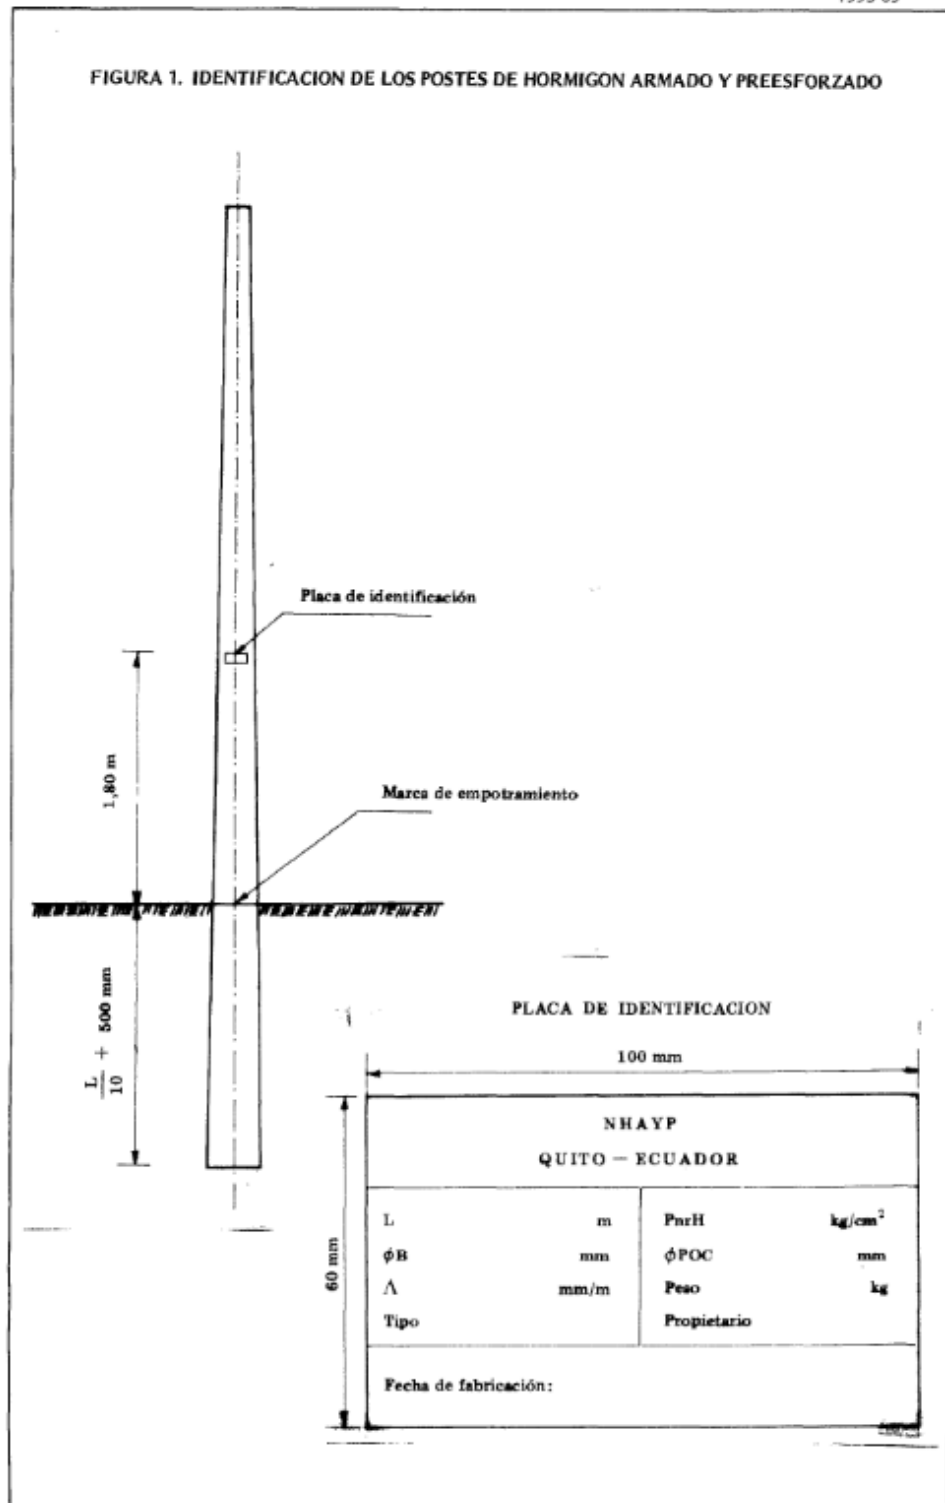 FIGURA 1. IDENTIFICACION DE LOS POSTES DE HORMIGON ARMADO Y PREESFORZADO
Placa de identificación
1,80 m
Marca de empotramiento
L/10 + 500 mm
PLACA DE IDENTIFICACION
100 mm
60 mm
NHAYP
QUITO — ECUADOR
L m PnrH kg/cm²
ϕB mm ϕPOC mm
Λ mm/m Peso kg
Tipo Propietario
Fecha de fabricación: